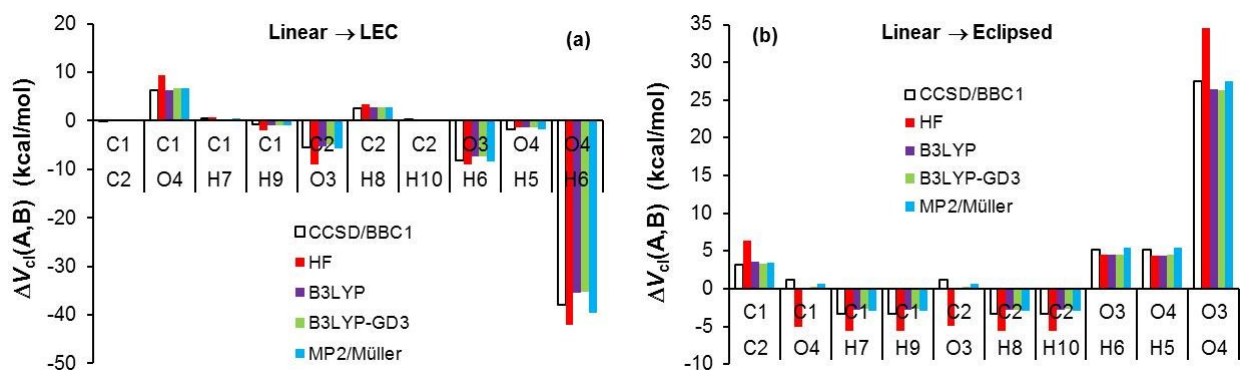 Linear → LEC
(a)
ΔVcl(A,B) (kcal/mol)
20
10
0
-10
-20
-30
-40
-50
C1 C1 C1 C1 C2 C2 C2 O3 O4 O4
C2 O4 H7 H9 O3 H8 H10 H6 H5 H6
CCSD/BBC1
HF
B3LYP
B3LYP-GD3
MP2/Müller
(b)
Linear → Eclipsed
ΔVcl(A,B) (kcal/mol)
35
30
25
20
15
10
5
0
-5
-10
CCSD/BBC1
HF
B3LYP
B3LYP-GD3
MP2/Müller
C1 C1 C1 C1 C2 C2 C2 O3 O4 O3
C2 O4 H7 H9 O3 H8 H10 H6 H5 O4